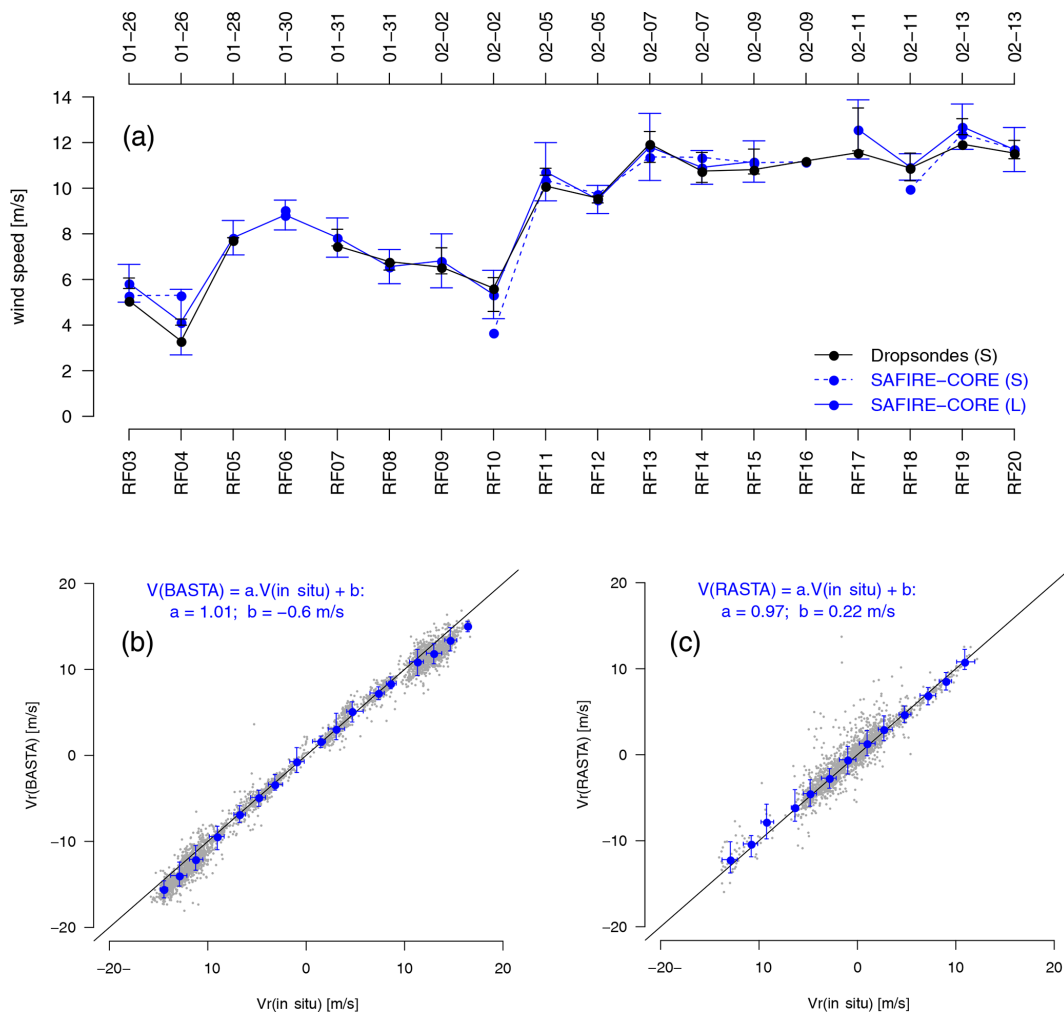 01−26 01−26 01−28 01−30 01−31 01−31 02−02 02−02 02−05 02−05 02−07 02−07 02−09 02−09 02−11 02−11 02−13 02−13
14
(a)
12
10
8
6
4
2
0
wind speed [m/s]
Dropsondes (S)
SAFIRE−CORE (S)
SAFIRE−CORE (L)
RF03 RF04 RF05 RF06 RF07 RF08 RF09 RF10 RF11 RF12 RF13 RF14 RF15 RF16 RF17 RF18 RF19 RF20
V(BASTA) = a.V(in situ) + b:
a = 1.01; b = −0.6 m/s
(b)
20
10
0
−10
−20
Vr(BASTA) [m/s]
−20− 10 0 10 20
Vr(in situ) [m/s]
V(RASTA) = a.V(in situ) + b:
a = 0.97; b = 0.22 m/s
(c)
20
10
0
−10
−20
Vr(RASTA) [m/s]
−20− 10 0 10 20
Vr(in situ) [m/s]